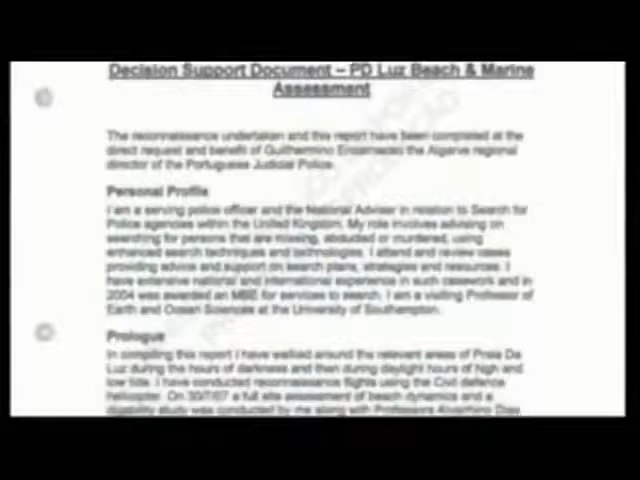 Decision Support Document – PD Luz Beach & Marine
Assessment
The reconnaissance undertaken and this report have been completed at the
direct request and benefit of Guilhermino Encarnacao the Algarve regional
director of the Portuguese Judicial Police.
Personal Profile
I am a serving police officer and the National Adviser in relation to Search for
Police agencies within the United Kingdom. My role involves advising on
searching for persons that are missing, abducted or murdered, using
enhanced search techniques and technologies. I attend and review cases
providing advice and support on search plans, strategies and resources. I
have extensive national and international experience in such casework and in
2004 was awarded an MBE for services to search. I am a visiting Professor of
Earth and Ocean Sciences at the University of Southampton.
Prologue
In compiling this report I have walked around the relevant areas of Praia Da
Luz during the hours of darkness and then during daylight hours of high and
low tide. I have conducted reconnaissance flights using the Civil defence
helicopter. On 30/7/07 a full site assessment of beach dynamics and a
study was conducted by me along with Professors Alveirinho Dias